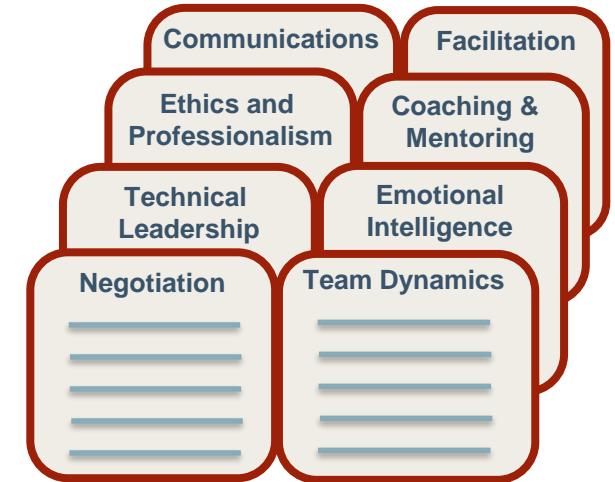 Communications
Facilitation
Ethics and
Professionalism
Coaching &
Mentoring
Technical
Leadership
Emotional
Intelligence
Negotiation
Team Dynamics